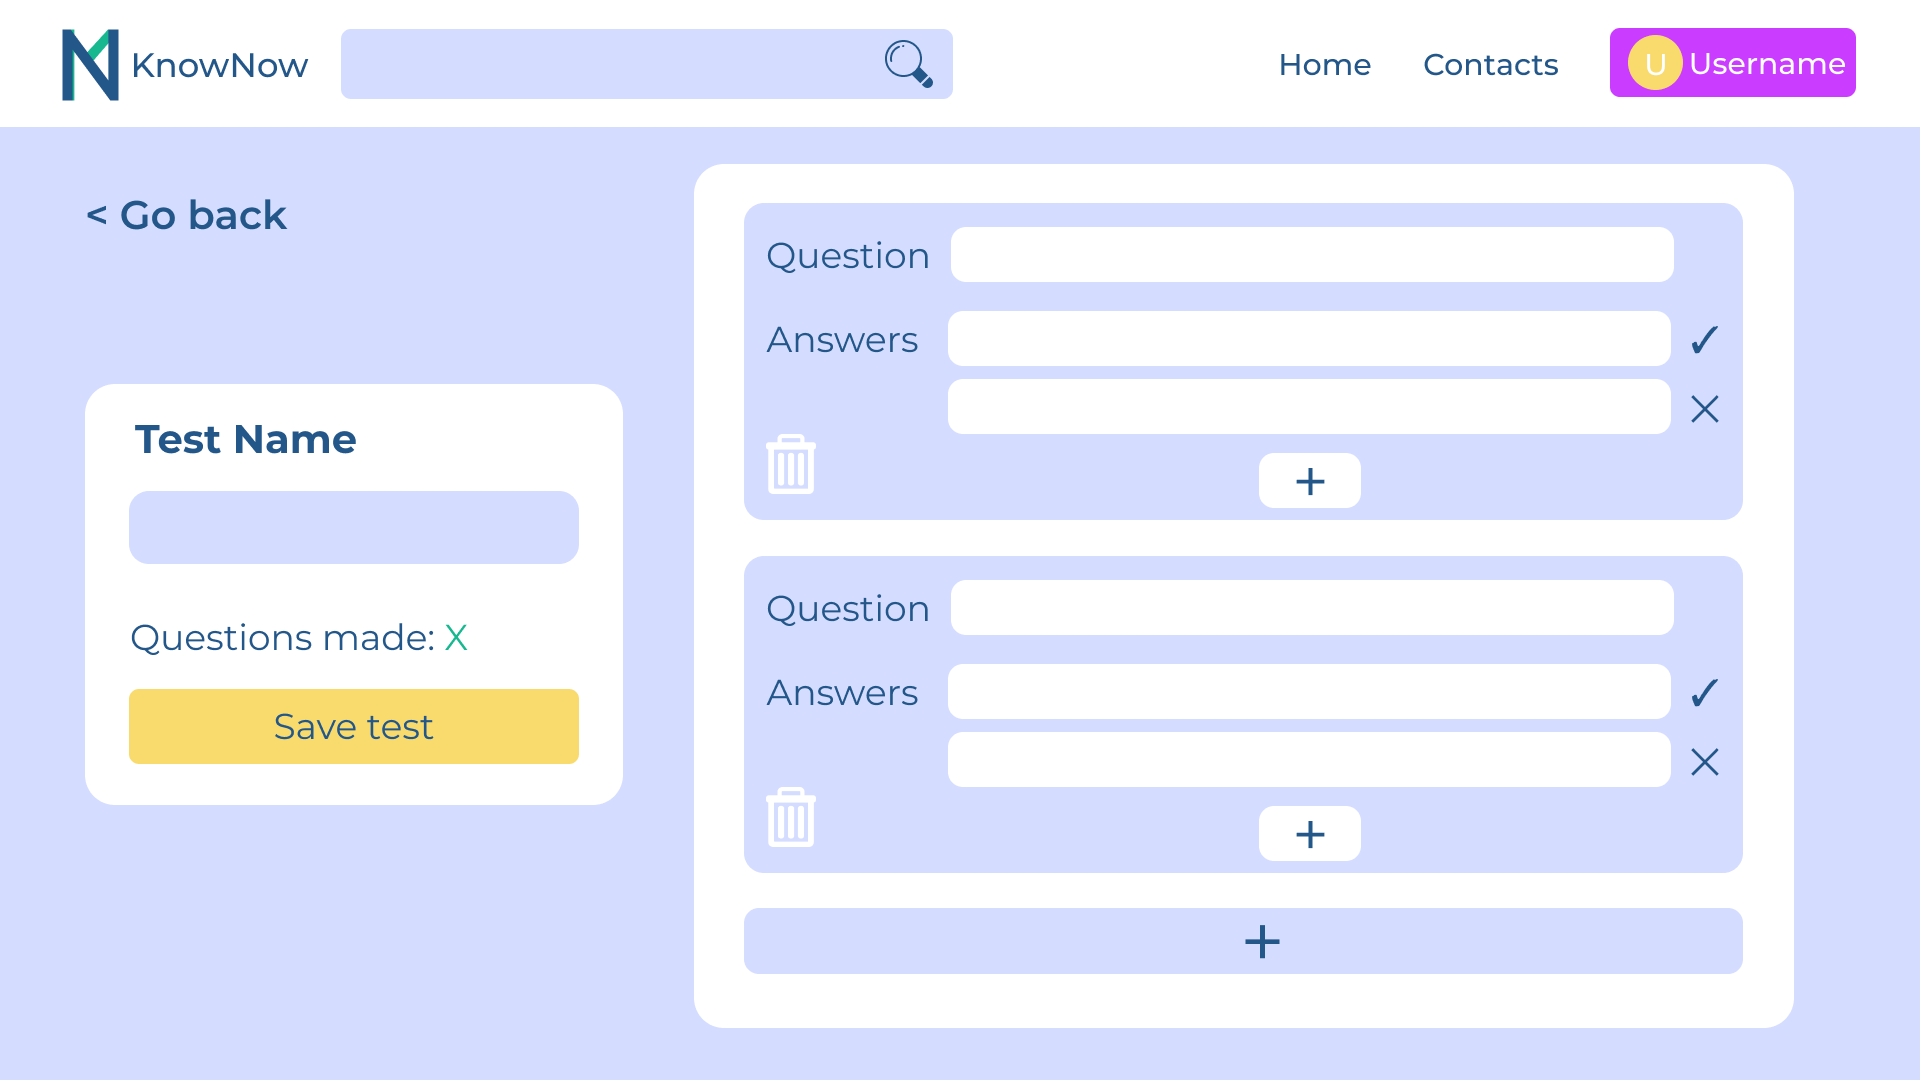 KnowNow
Home
Contacts
U
Username
< Go back
Test Name
Questions made: X
Save test
Question
Answers
✓
×
+
Question
Answers
✓
×
+
+